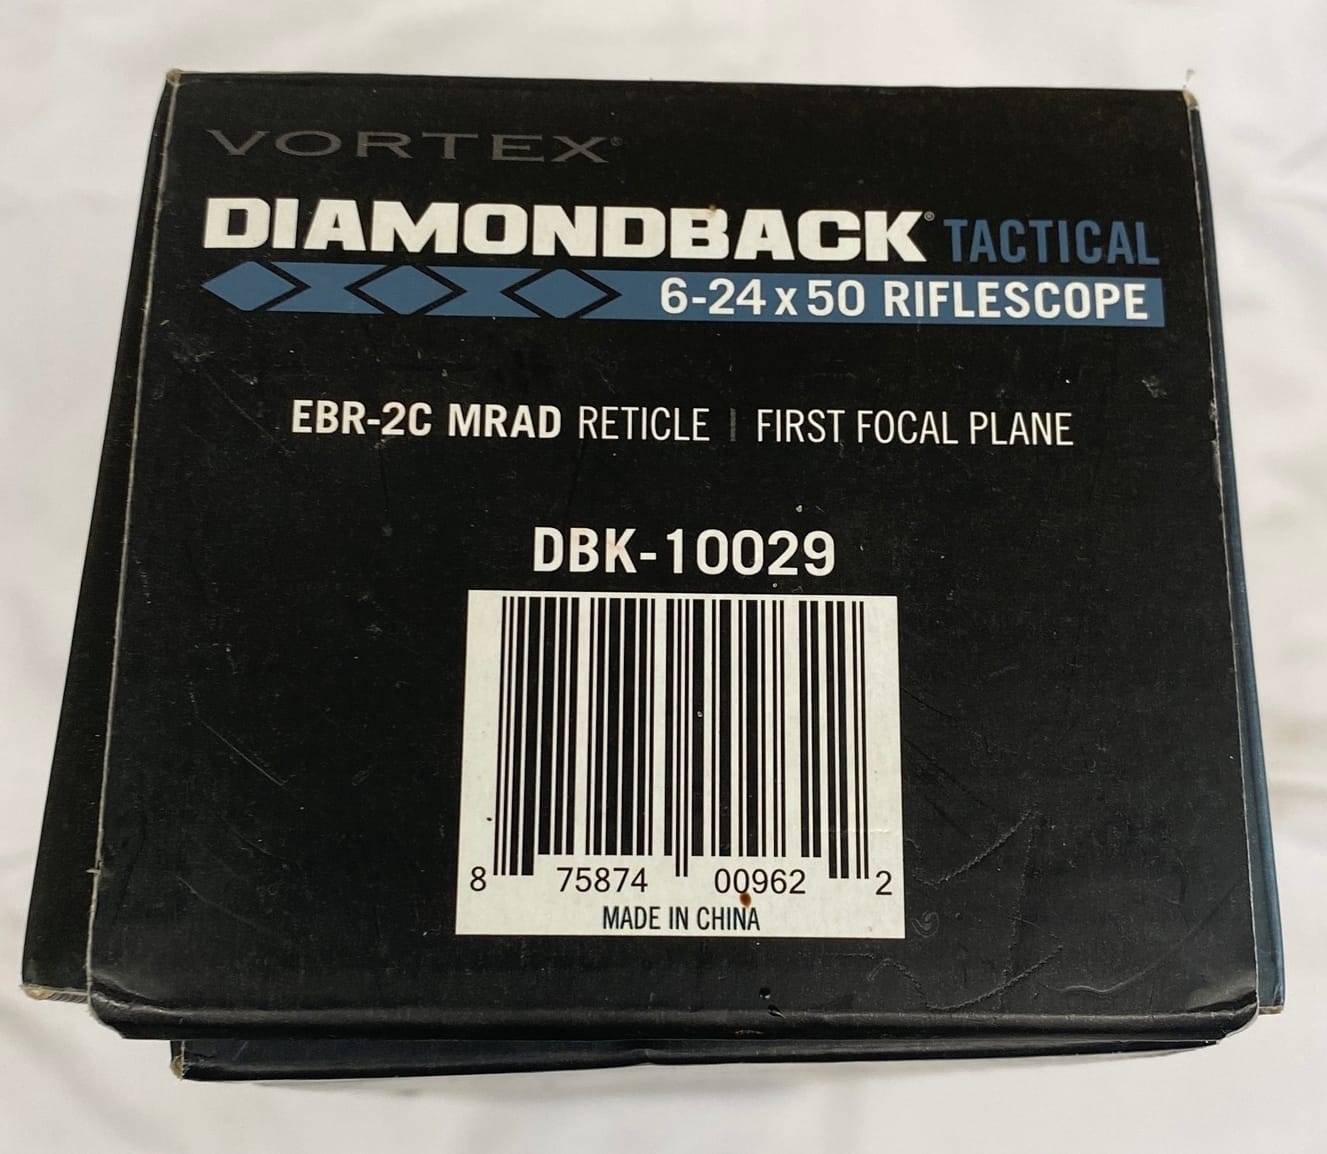 VORTEX®
DIAMONDBACK® TACTICAL
6-24 x 50 RIFLESCOPE
EBR-2C MRAD RETICLE | FIRST FOCAL PLANE
DBK-10029
8 75874 00962 2
MADE IN CHINA